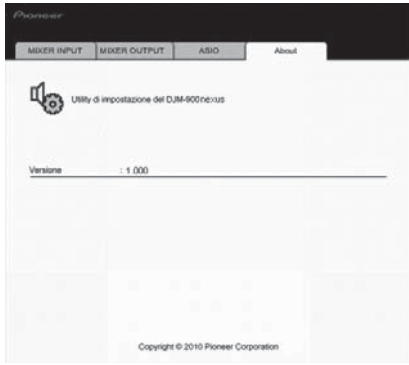 Pioneer
MIXER INPUT MIXER OUTPUT ASIO About
Utility di impostazione del DJM-900nexus
Versione : 1.000
Copyright © 2010 Pioneer Corporation